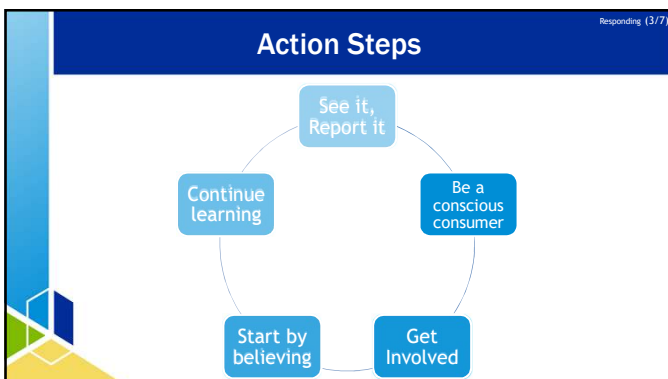 Responding (3/7)
Action Steps
See it,
Report it
Be a
conscious
consumer
Get
Involved
Start by
believing
Continue
learning